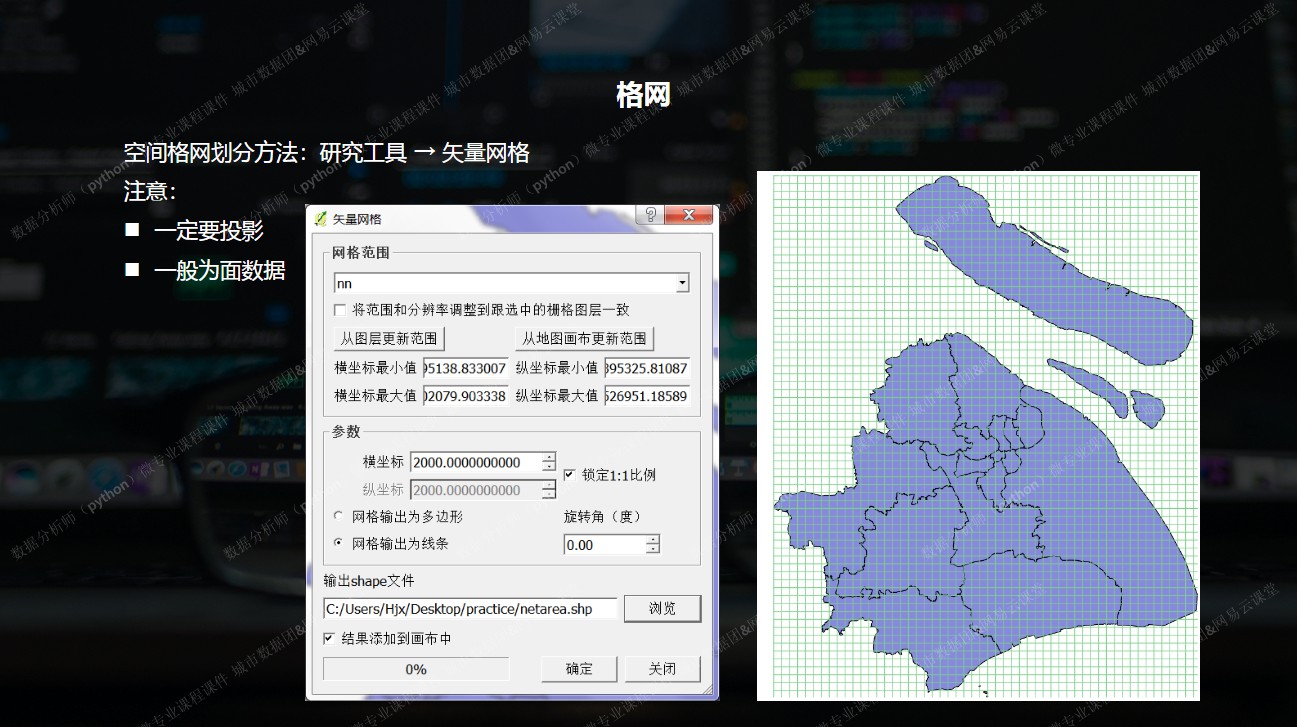 格网
空间格网划分方法：研究工具 → 矢量网格
注意：
■ 一定要投影
■ 一般为面数据
矢量网格
网格范围
nn
将范围和分辨率调整到跟选中的栅格图层一致
从图层更新范围 从地图画布更新范围
横坐标最小值 95138.833007 纵坐标最小值 395325.81087
横坐标最大值 02079.903338 纵坐标最大值 526951.18589
参数
横坐标 2000.0000000000
锁定1:1比例
纵坐标 2000.0000000000
网格输出为多边形 旋转角（度）
网格输出为线条 0.00
输出shape文件
C:/Users/Hjx/Desktop/practice/netarea.shp 浏览
结果添加到画布中
0% 确定 关闭
数据分析师（python）微专业课程课件 城市数据团&网易云课堂